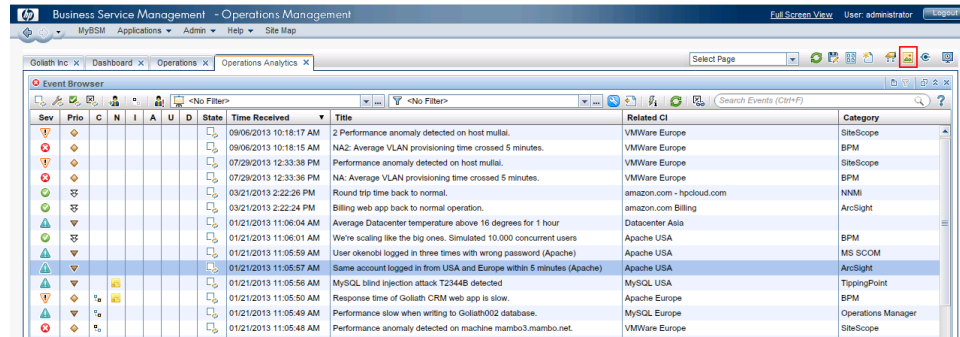 hp Business Service Management - Operations Management Full Screen View User: administrator Logout
MyBSM Applications Admin Help Site Map
Goliath Inc X Dashboard X Operations X Operations Analytics X Select Page
Event Browser
<No Filter> ... <No Filter> ... Search Events (Ctrl+F) ?
Sev Prio C N I A U D State Time Received Title Related CI Category
09/06/2013 10:18:17 AM 2 Performance anomaly detected on host mullai. VMWare Europe SiteScope
09/06/2013 10:18:15 AM NA2: Average VLAN provisioning time crossed 5 minutes. VMWare Europe BPM
07/29/2013 12:33:38 PM Performance anomaly detected on host mullai. VMWare Europe SiteScope
07/29/2013 12:33:36 PM NA: Average VLAN provisioning time crossed 5 minutes. VMWare Europe BPM
03/21/2013 2:22:26 PM Round trip time back to normal. amazon.com - hpcloud.com NNMi
03/21/2013 2:22:24 PM Billing web app back to normal operation. amazon.com Billing ArcSight
01/21/2013 11:06:04 AM Average Datacenter temperature above 16 degrees for 1 hour Datacenter Asia
01/21/2013 11:06:01 AM We're scaling like the big ones. Simulated 10.000 concurrent users Apache USA BPM
01/21/2013 11:05:59 AM User okenobi logged in three times with wrong password (Apache) Apache USA MS SCOM
01/21/2013 11:05:57 AM Same account logged in from USA and Europe within 5 minutes (Apache) Apache USA ArcSight
01/21/2013 11:05:56 AM MySQL blind injection attack T2344B detected MySQL USA TippingPoint
01/21/2013 11:05:50 AM Response time of Goliath CRM web app is slow. Apache Europe BPM
01/21/2013 11:05:49 AM Performance slow when writing to Goliath002 database. MySQL Europe Operations Manager
01/21/2013 11:05:48 AM Performance anomaly detected on machine mambo3.mambo.net. VMWare Europe SiteScope